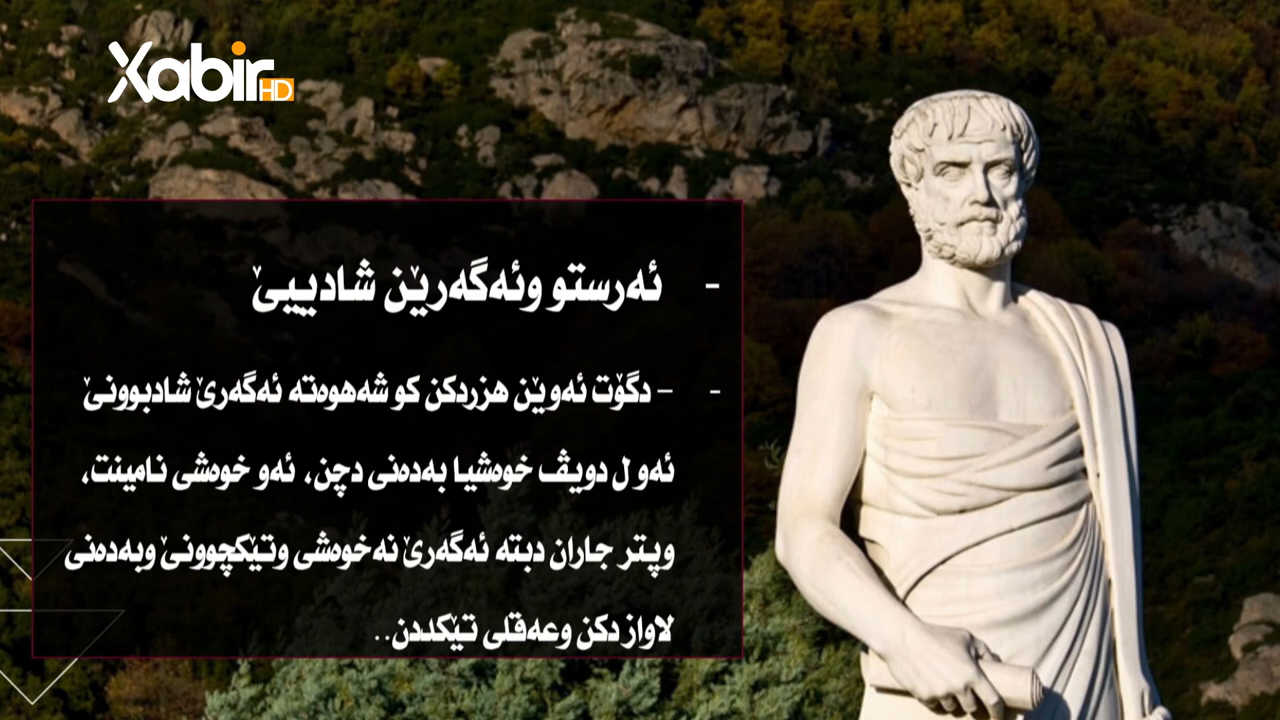 Xabir HD
- ئەرستو وئەگەرێن شادییێ
- – دگۆت ئەوێن هزردکن کو شەهوەتە ئەگەرێ شادبوونێ
ئەو ل دویڤ خوەشیا بەدەنی دچن، ئەو خوەشی نامینت،
وپتر جاران دبتە ئەگەرێ نەخوەشی وتێکچوونێ وبەدەنی
لاواز دکن وعەقلی تێکددن..